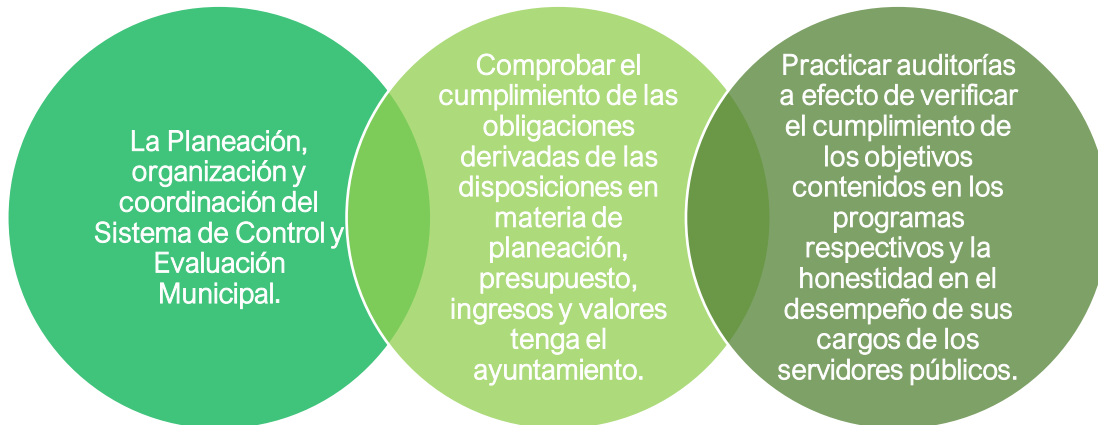 La Planeación,
organización y
coordinación del
Sistema de Control y
Evaluación
Municipal.
Comprobar el
cumplimiento de las
obligaciones
derivadas de las
disposiciones en
materia de
planeación,
presupuesto,
ingresos y valores
tenga el
ayuntamiento.
Practicar auditorías
a efecto de verificar
el cumplimiento de
los objetivos
contenidos en los
programas
respectivos y la
honestidad en el
desempeño de sus
cargos de los
servidores públicos.